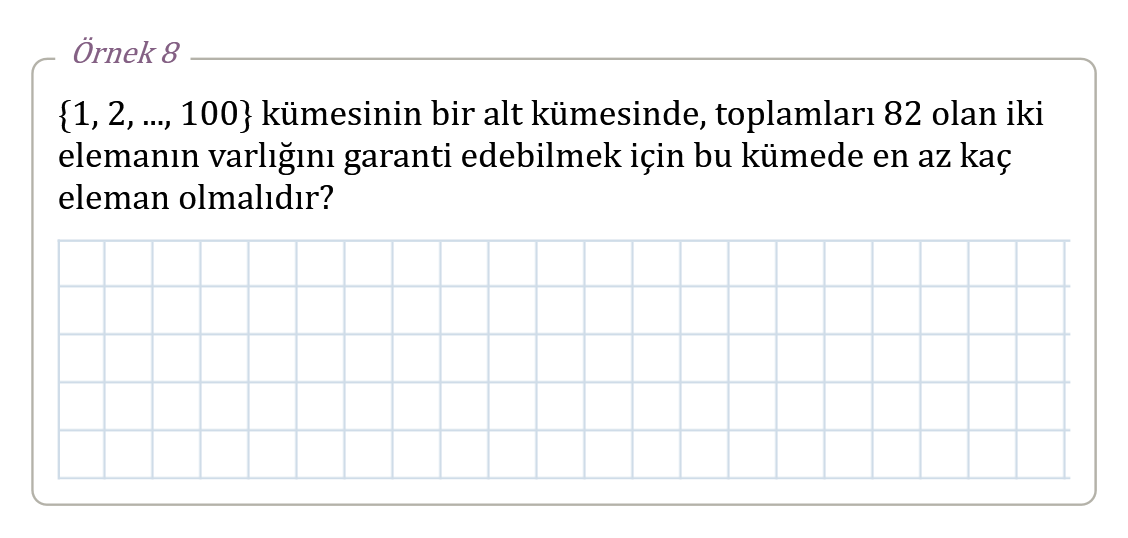 Örnek 8
{1, 2, ..., 100} kümesinin bir alt kümesinde, toplamları 82 olan iki
elemanın varlığını garanti edebilmek için bu kümede en az kaç
eleman olmalıdır?